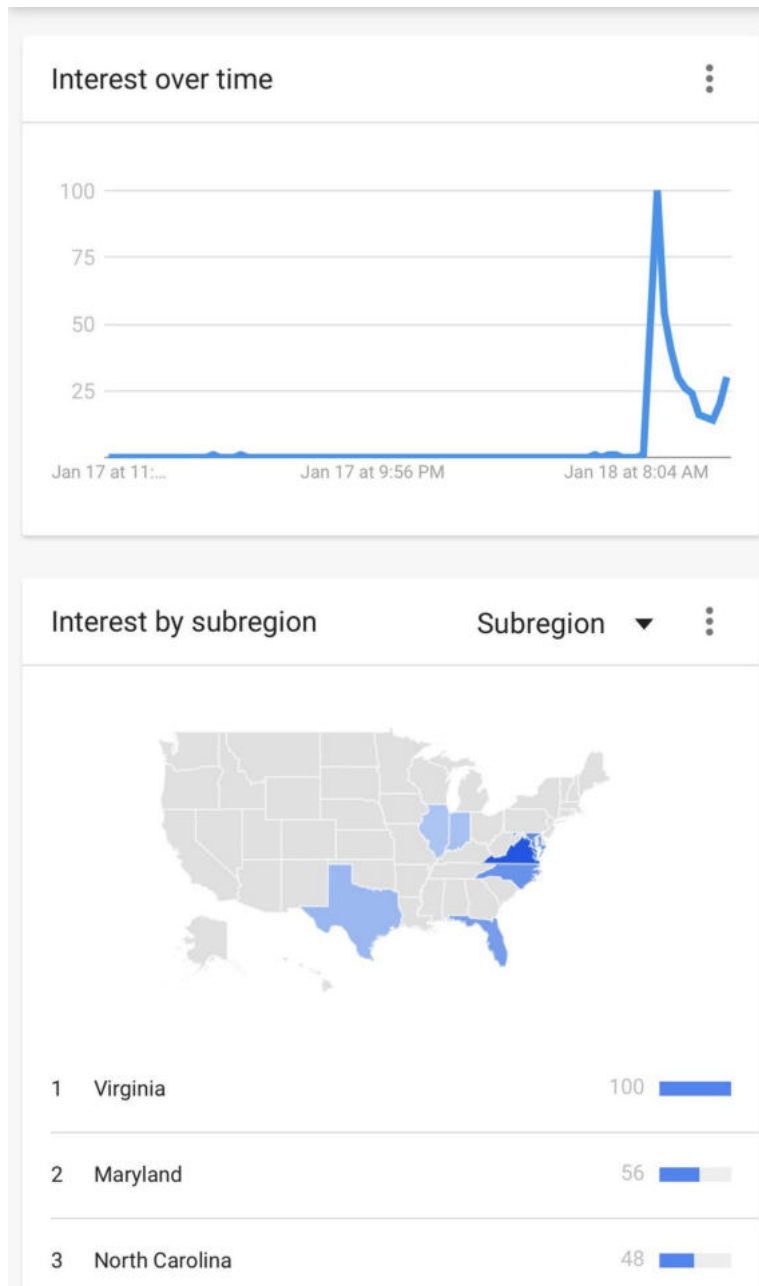 Interest over time
100
75
50
25
Jan 17 at 11:...
Jan 17 at 9:56 PM
Jan 18 at 8:04 AM
Interest by subregion
Subregion
1 Virginia 100
2 Maryland 56
3 North Carolina 48